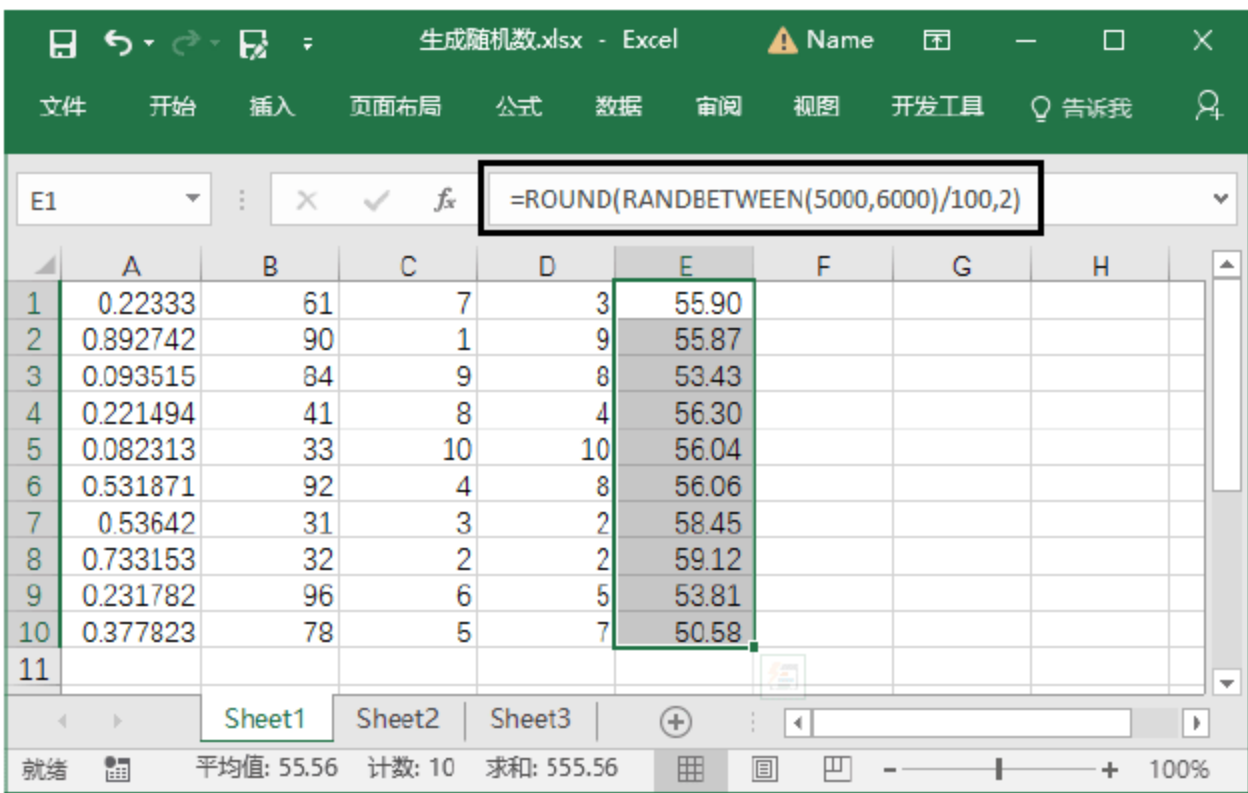 生成随机数.xlsx - Excel Name
文件 开始 插入 页面布局 公式 数据 审阅 视图 开发工具 告诉我
E1 fx =ROUND(RANDBETWEEN(5000,6000)/100,2)
A B C D E F G H
1 0.22333 61 7 3 55.90
2 0.892742 90 1 9 55.87
3 0.093515 84 9 8 53.43
4 0.221494 41 8 4 56.30
5 0.082313 33 10 10 56.04
6 0.531871 92 4 8 56.06
7 0.53642 31 3 2 58.45
8 0.733153 32 2 2 59.12
9 0.231782 96 6 5 53.81
10 0.377823 78 5 7 50.58
11
Sheet1 Sheet2 Sheet3
就绪 平均值: 55.56 计数: 10 求和: 555.56 100%